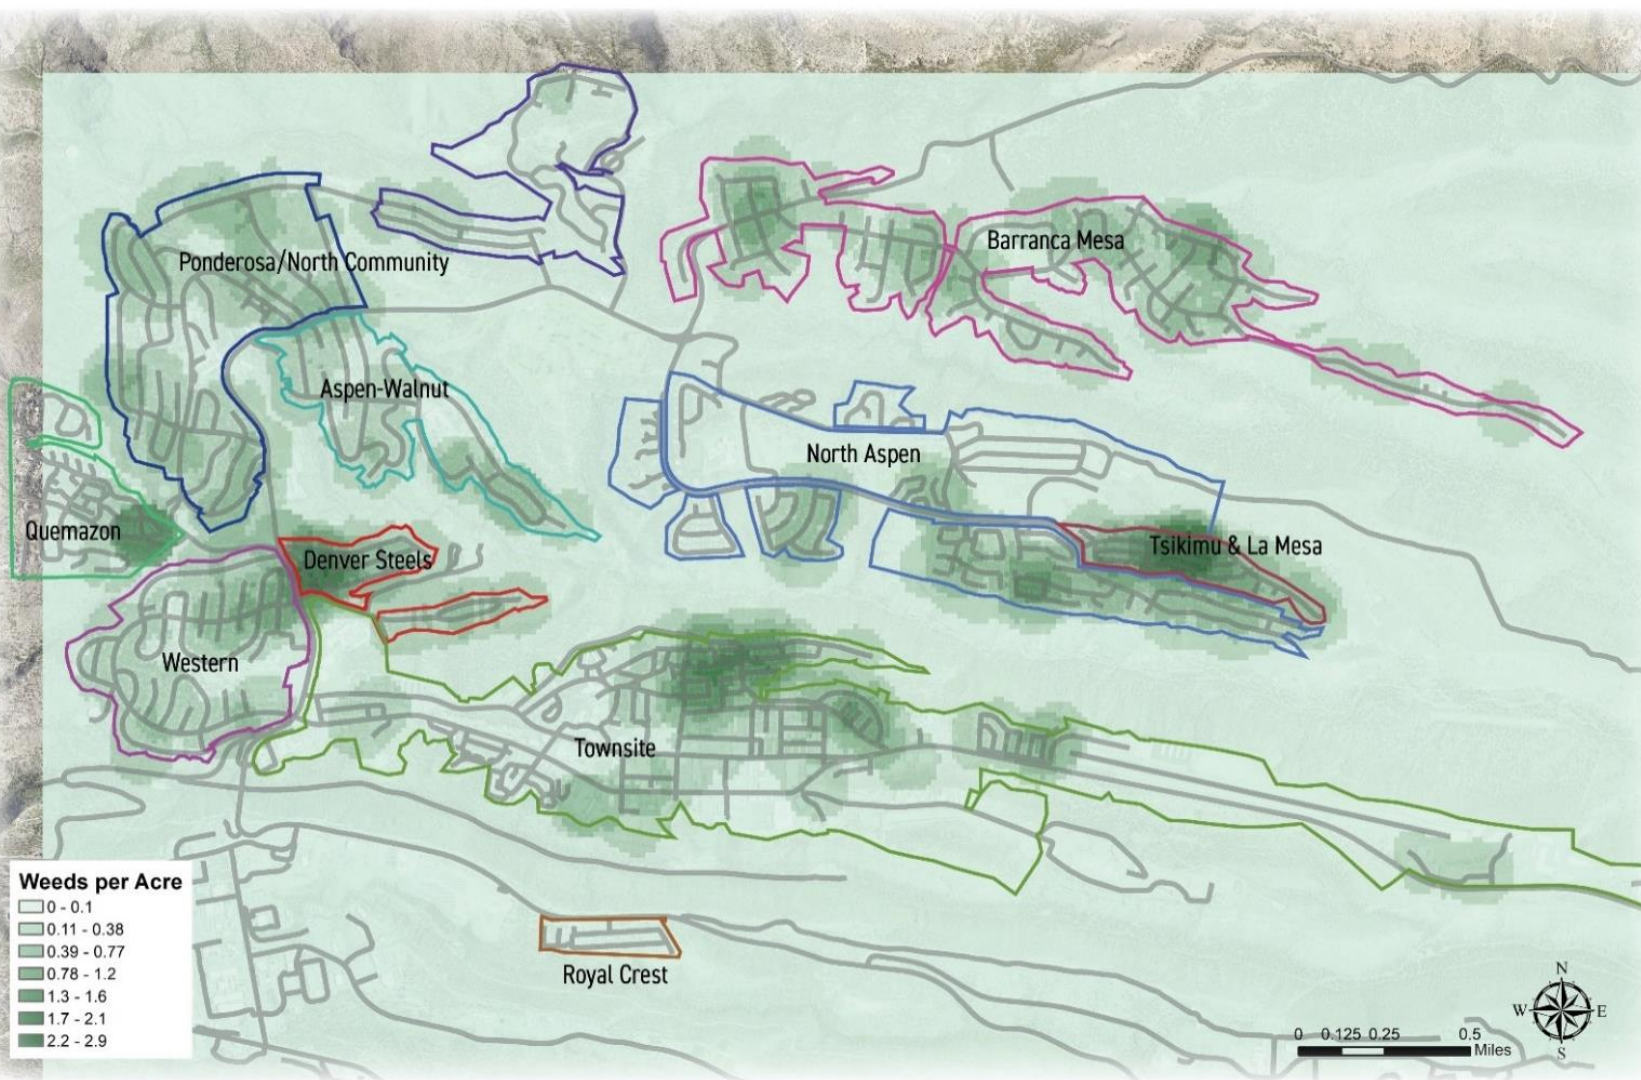 Barranca Mesa
Ponderosa/North Community
Aspen-Walnut
North Aspen
Quemazon
Denver Steels
Tsikimu & La Mesa
Western
Townsite
Royal Crest
Weeds per Acre
0 - 0.1
0.11 - 0.38
0.39 - 0.77
0.78 - 1.2
1.3 - 1.6
1.7 - 2.1
2.2 - 2.9
N
W E
S
0 0.125 0.25 0.5
Miles